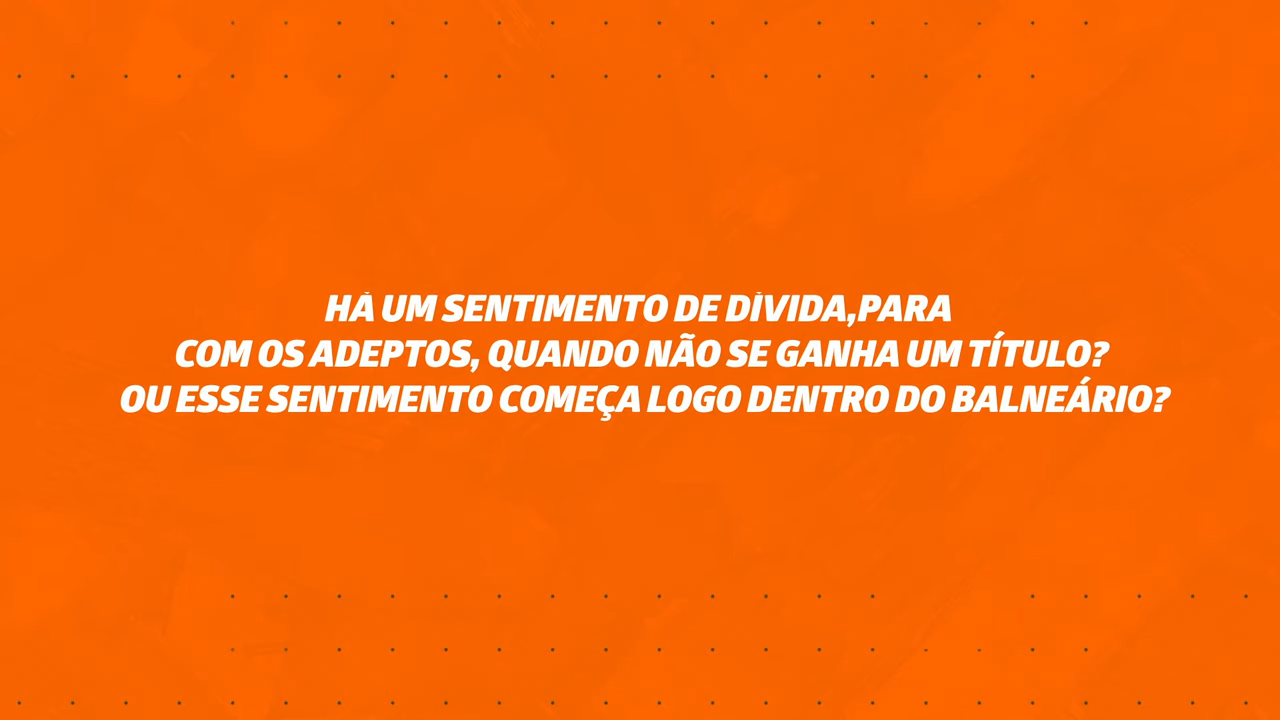 HÁ UM SENTIMENTO DE DÍVIDA,PARA
COM OS ADEPTOS, QUANDO NÃO SE GANHA UM TÍTULO?
OU ESSE SENTIMENTO COMEÇA LOGO DENTRO DO BALNEÁRIO?